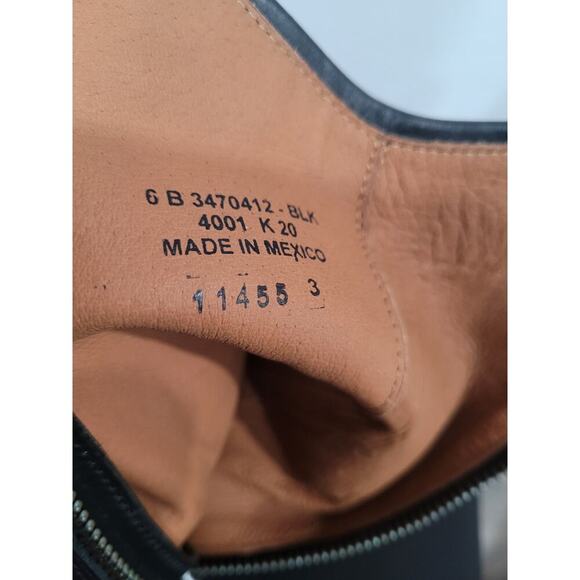 6 B 3470412 - BLK
4001 K 20
MADE IN MEXICO
11455 3